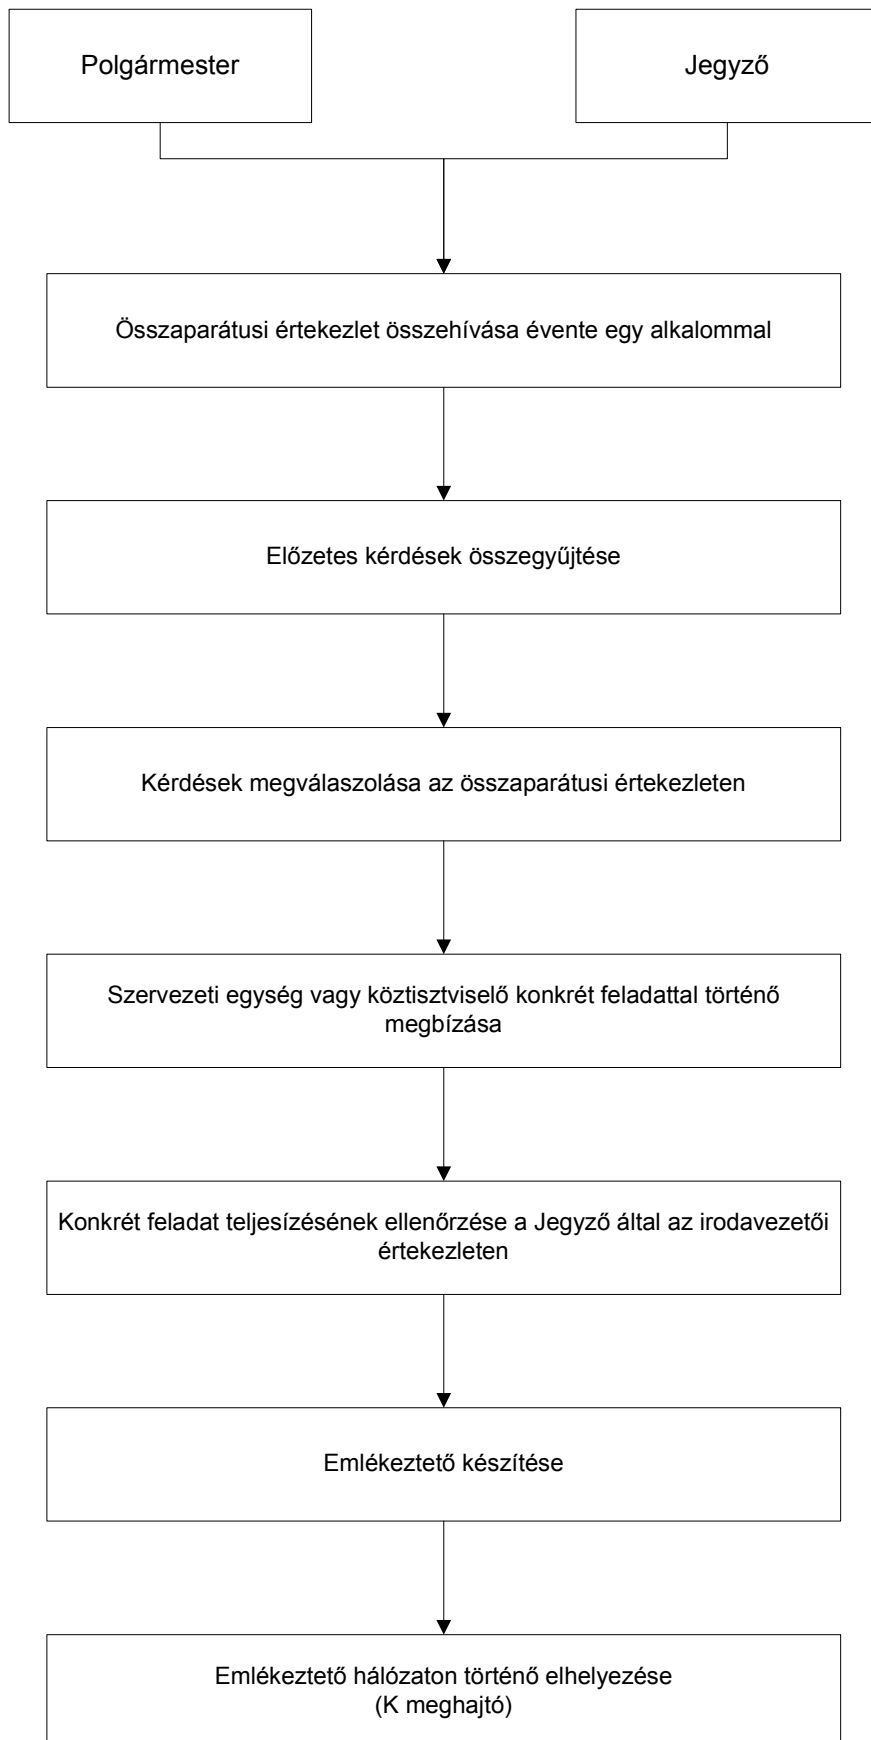 Polgármester
Jegyző
Összaparátusi értekezlet összehívása évente egy alkalommal
Előzetes kérdések összegyűjtése
Kérdések megválaszolása az összaparátusi értekezleten
Szervezeti egység vagy köztisztviselő konkrét feladattal történő
megbízása
Konkrét feladat teljesízésének ellenőrzése a Jegyző által az irodavezetői
értekezleten
Emlékeztető készítése
Emlékeztető hálózaton történő elhelyezése
(K meghajtó)